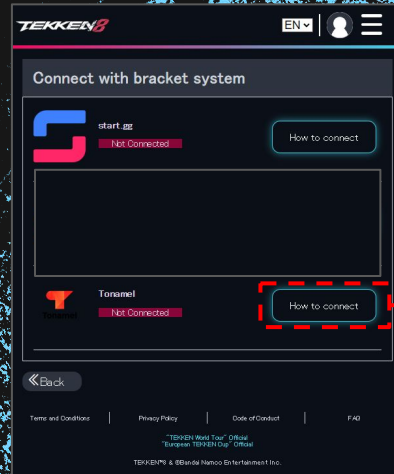 TEKKEN8
EN
Connect with bracket system
start.gg
Not Connected
How to connect
Tonamel
Tonamel
Not Connected
How to connect
Back
Terms and Conditions | Privacy Policy | Code of Conduct | FAQ
"TEKKEN World Tour" Official
"European TEKKEN Cup" Official
TEKKEN™8 & ©Bandai Namco Entertainment Inc.